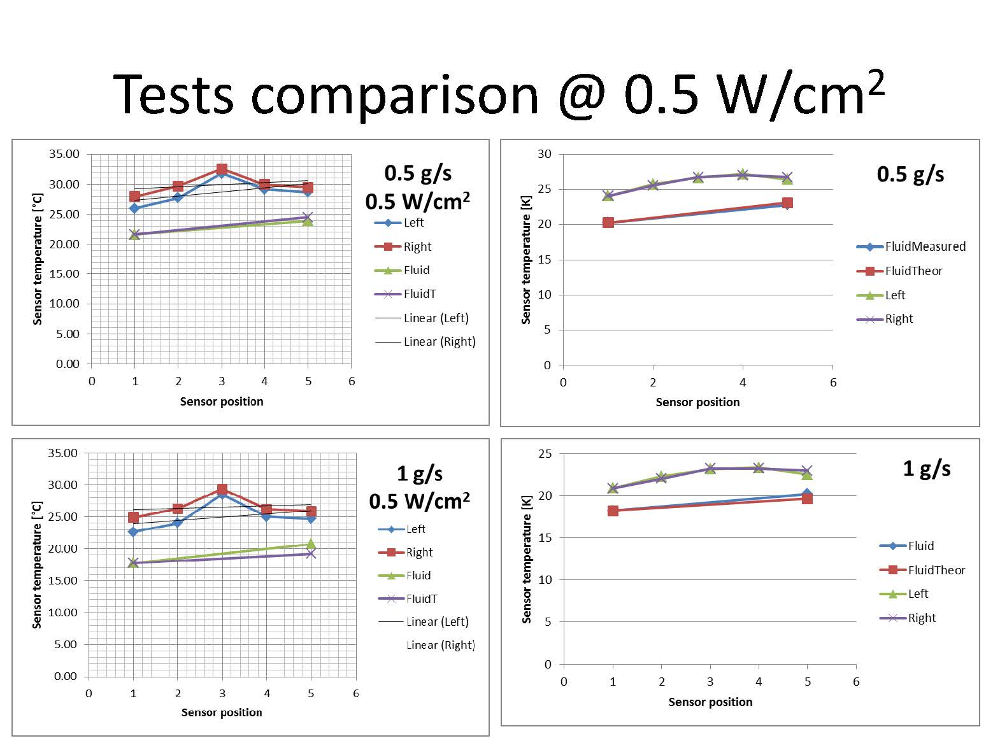 Tests comparison @ 0.5 W/cm²
35.00
30.00
25.00
20.00
15.00
10.00
5.00
0.00
0 1 2 3 4 5 6
Sensor temperature [°C]
Sensor position
0.5 g/s
0.5 W/cm²
Left
Right
Fluid
FluidT
Linear (Left)
Linear (Right)
30
25
20
15
10
5
0
0 2 4 6
Sensor temperature [K]
Sensor position
0.5 g/s
FluidMeasured
FluidTheor
Left
Right
35.00
30.00
25.00
20.00
15.00
10.00
5.00
0.00
0 1 2 3 4 5 6
Sensor temperature [°C]
Sensor position
1 g/s
0.5 W/cm²
Left
Right
Fluid
FluidT
Linear (Left)
Linear (Right)
25
20
15
10
5
0
0 1 2 3 4 5 6
Sensor temperature [K]
Sensor position
1 g/s
Fluid
FluidTheor
Left
Right